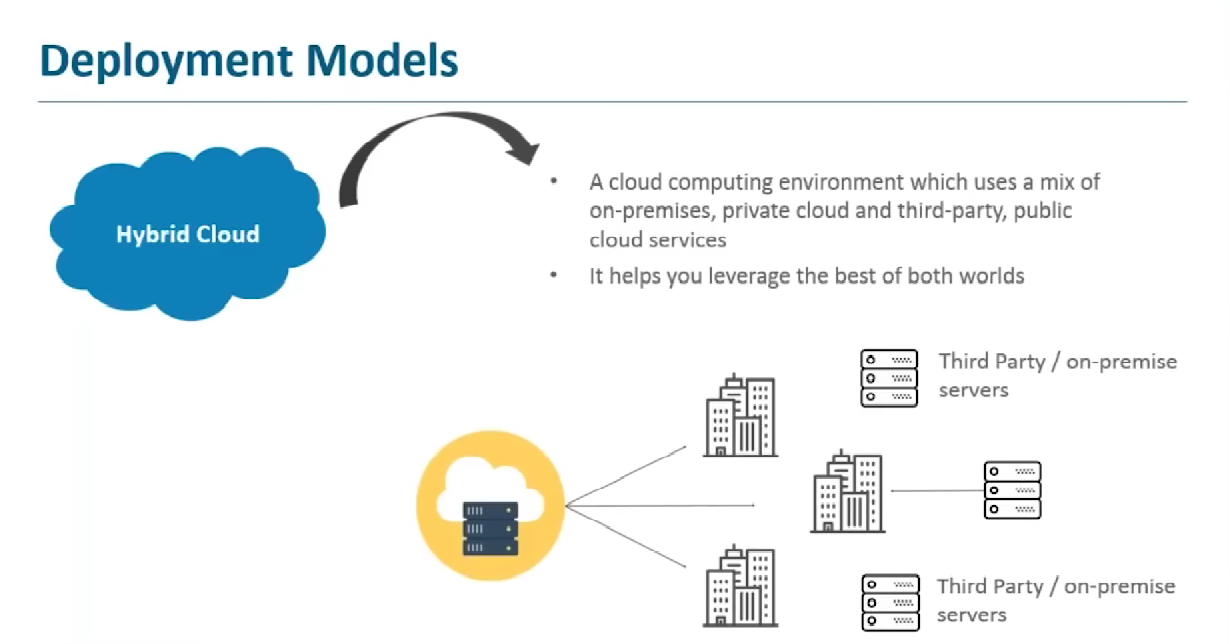 Deployment Models
Hybrid Cloud
• A cloud computing environment which uses a mix of
on-premises, private cloud and third-party, public
cloud services
• It helps you leverage the best of both worlds
Third Party / on-premise
servers
Third Party / on-premise
servers